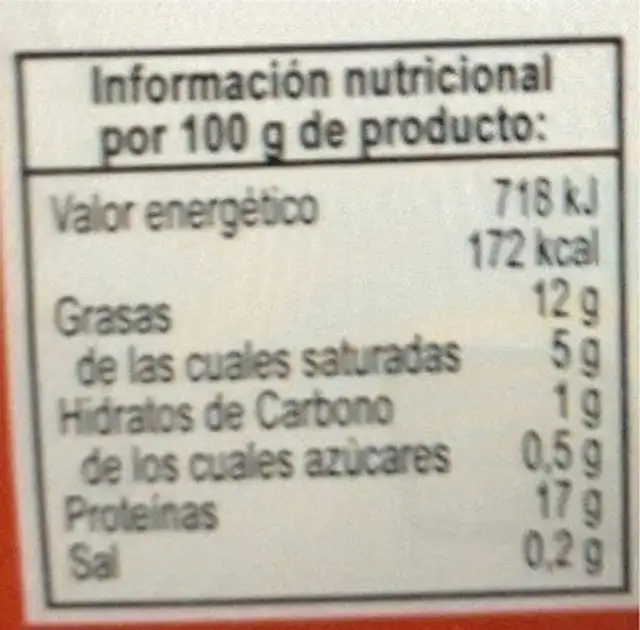 Información nutricional
por 100 g de producto:
Valor energético 718 kJ
172 kcal
Grasas 12 g
de las cuales saturadas 5 g
Hidratos de Carbono 1 g
de los cuales azúcares 0,5 g
Proteínas 17 g
Sal 0,2 g